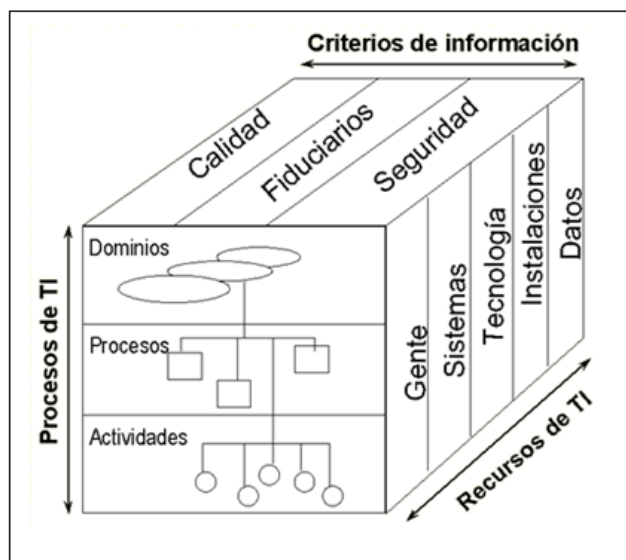 Criterios de información
Calidad
Fiduciarios
Seguridad
Procesos de TI
Dominios
Procesos
Actividades
Gente
Sistemas
Tecnología
Instalaciones
Datos
Recursos de TI